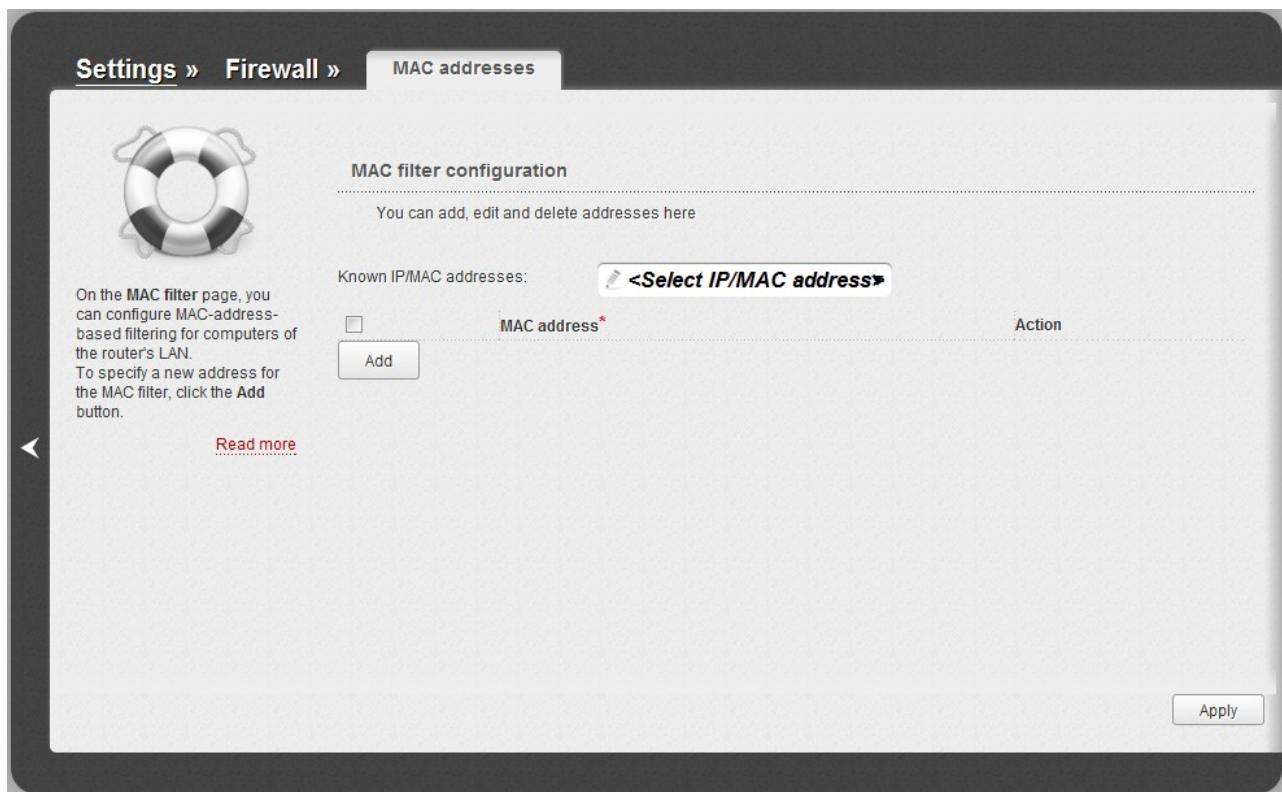 Settings » Firewall » MAC addresses
MAC filter configuration
You can add, edit and delete addresses here
Known IP/MAC addresses: <Select IP/MAC address>
MAC address* Action
Add
On the MAC filter page, you
can configure MAC-address-
based filtering for computers of
the router's LAN.
To specify a new address for
the MAC filter, click the Add
button.
Read more
Apply